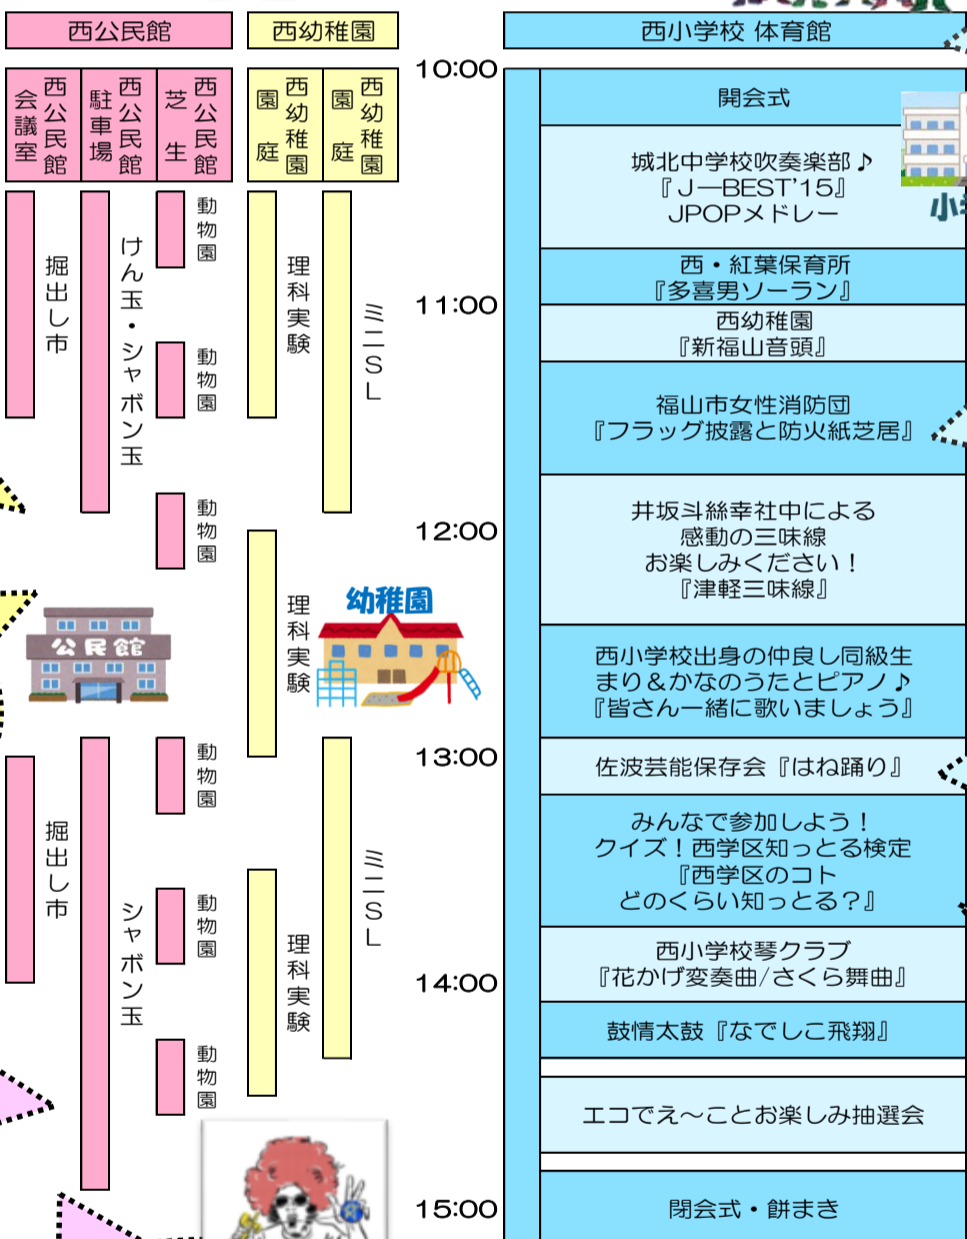 西公民館
西幼稚園
西小学校 体育館
西公民館
会議室
西公民館
駐車場
西公民館
芝生
西幼稚園
園庭
西幼稚園
園庭
掘出し市
けん玉・シャボン玉
動物園
動物園
動物園
理科実験
ミニSL
理科実験
公民館
幼稚園
掘出し市
シャボン玉
動物園
動物園
動物園
理科実験
ミニSL
10:00
11:00
12:00
13:00
14:00
15:00
開会式
城北中学校吹奏楽部♪
『J―BEST'15』
JPOPメドレー
西・紅葉保育所
『多喜男ソーラン』
西幼稚園
『新福山音頭』
福山市女性消防団
『フラッグ披露と防火紙芝居』
井坂斗絲幸社中による
感動の三味線
お楽しみください！
『津軽三味線』
西小学校出身の仲良し同級生
まり＆かなのうたとピアノ♪
『皆さん一緒に歌いましょう』
佐波芸能保存会『はね踊り』
みんなで参加しよう！
クイズ！西学区知っとる検定
『西学区のコト
どのくらい知っとる？』
西小学校琴クラブ
『花かげ変奏曲/さくら舞曲』
鼓情太鼓『なでしこ飛翔』
エコでえ～ことお楽しみ抽選会
閉会式・餅まき
小